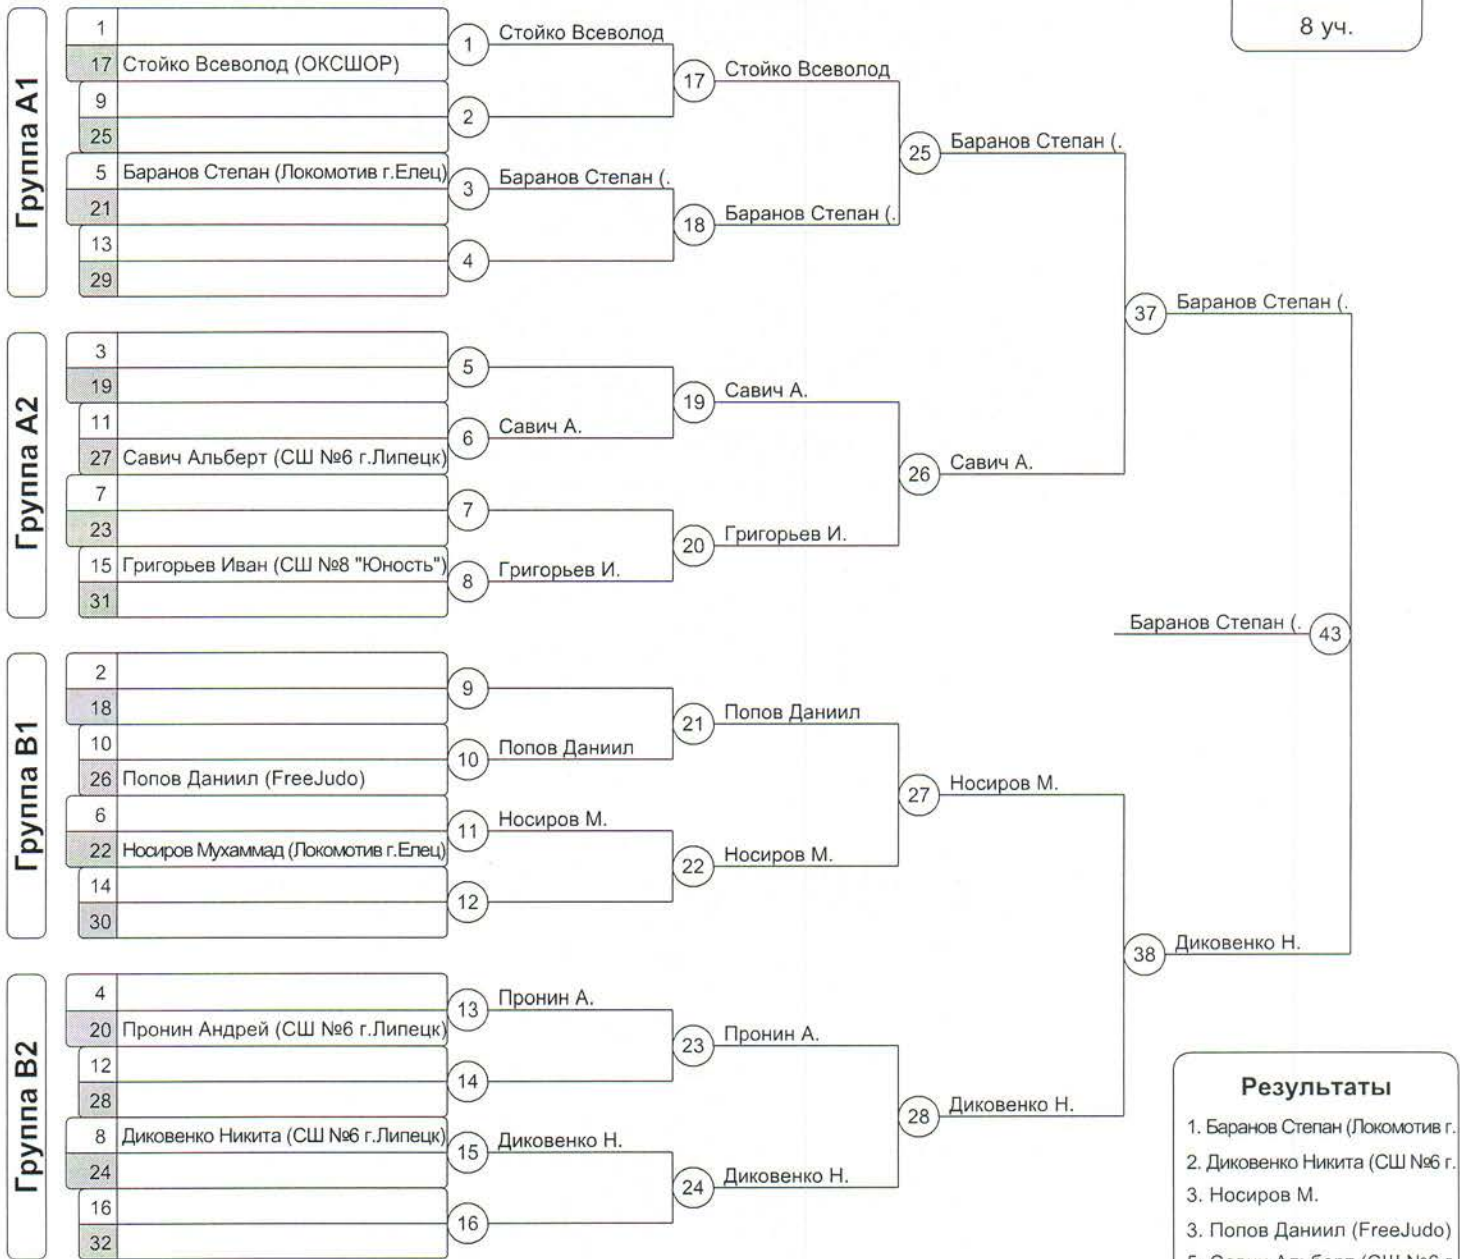 8 уч.
Группа A1
1
17 Стойко Всеволод (ОКСШОР)
9
25
5 Баранов Степан (Локомотив г.Елец)
21
13
29
Группа A2
3
19
11
27 Савич Альберт (СШ №6 г.Липецк)
7
23
15 Григорьев Иван (СШ №8 "Юность")
31
Группа B1
2
18
10
26 Попов Даниил (FreeJudo)
6
22 Носиров Мухаммад (Локомотив г.Елец)
14
30
Группа B2
4
20 Пронин Андрей (СШ №6 г.Липецк)
12
28
8 Диковенко Никита (СШ №6 г.Липецк)
24
16
32
1 Стойко Всеволод
2
3 Баранов Степан (.
4
5
6 Савич А.
7
8 Григорьев И.
9
10 Попов Даниил
11 Носиров М.
12
13 Пронин А.
14
15 Диковенко Н.
16
17 Стойко Всеволод
18 Баранов Степан (.
19 Савич А.
20 Григорьев И.
21 Попов Даниил
22 Носиров М.
23 Пронин А.
24 Диковенко Н.
25 Баранов Степан (.
26 Савич А.
27 Носиров М.
28 Диковенко Н.
37 Баранов Степан (.
38 Диковенко Н.
Баранов Степан (. 43
Результаты
1. Баранов Степан (Локомотив г.
2. Диковенко Никита (СШ №6 г.
3. Носиров М.
3. Попов Даниил (FreeJudo)